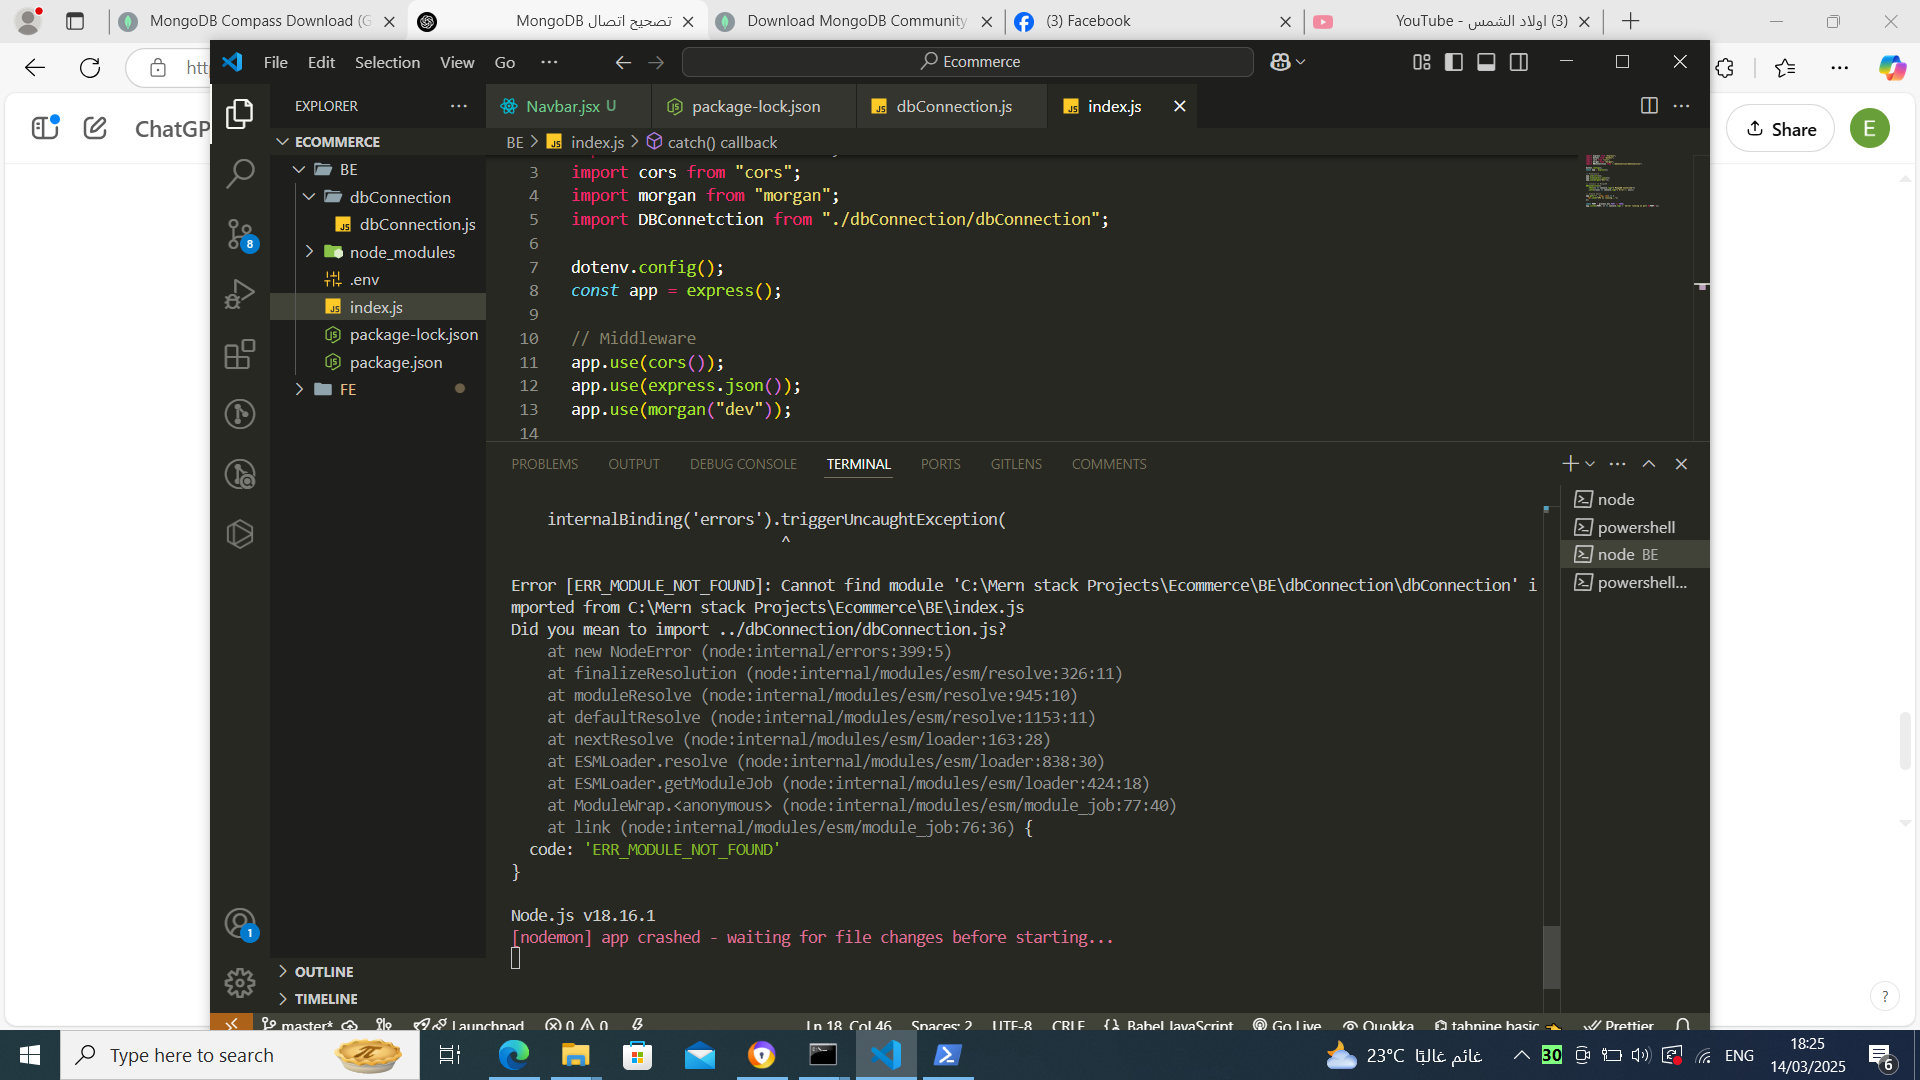 MongoDB Compass Download (G
تصحيح اتصال MongoDB
Download MongoDB Community
(3) Facebook
(3) اولاد الشمس - YouTube
htt
ChatGP
Share
E
File Edit Selection View Go
Ecommerce
EXPLORER
Navbar.jsx U
package-lock.json
dbConnection.js
index.js
BE > index.js > catch() callback
ECOMMERCE
BE
dbConnection
dbConnection.js
node_modules
.env
index.js
package-lock.json
package.json
FE
8
1
OUTLINE
TIMELINE
3 import cors from "cors";
4 import morgan from "morgan";
5 import DBConnetction from "./dbConnection/dbConnection";
6
7 dotenv.config();
8 const app = express();
9
10 // Middleware
11 app.use(cors());
12 app.use(express.json());
13 app.use(morgan("dev"));
14
PROBLEMS OUTPUT DEBUG CONSOLE TERMINAL PORTS GITLENS COMMENTS
node
powershell
node BE
powershell...
internalBinding('errors').triggerUncaughtException(
^
Error [ERR_MODULE_NOT_FOUND]: Cannot find module 'C:\Mern stack Projects\Ecommerce\BE\dbConnection\dbConnection' i
mported from C:\Mern stack Projects\Ecommerce\BE\index.js
Did you mean to import ../dbConnection/dbConnection.js?
at new NodeError (node:internal/errors:399:5)
at finalizeResolution (node:internal/modules/esm/resolve:326:11)
at moduleResolve (node:internal/modules/esm/resolve:945:10)
at defaultResolve (node:internal/modules/esm/resolve:1153:11)
at nextResolve (node:internal/modules/esm/loader:163:28)
at ESMLoader.resolve (node:internal/modules/esm/loader:838:30)
at ESMLoader.getModuleJob (node:internal/modules/esm/loader:424:18)
at ModuleWrap.<anonymous> (node:internal/modules/esm/module_job:77:40)
at link (node:internal/modules/esm/module_job:76:36) {
code: 'ERR_MODULE_NOT_FOUND'
}
Node.js v18.16.1
[nodemon] app crashed - waiting for file changes before starting...
master* Launchpad 0 0 Ln 18, Col 46 Spaces: 2 UTF-8 CRLF {} Babel JavaScript Go Live Quokka tabnine basic Prettier
?
Type here to search
23°C غائم غالبًا
30
ENG
18:25
14/03/2025
6